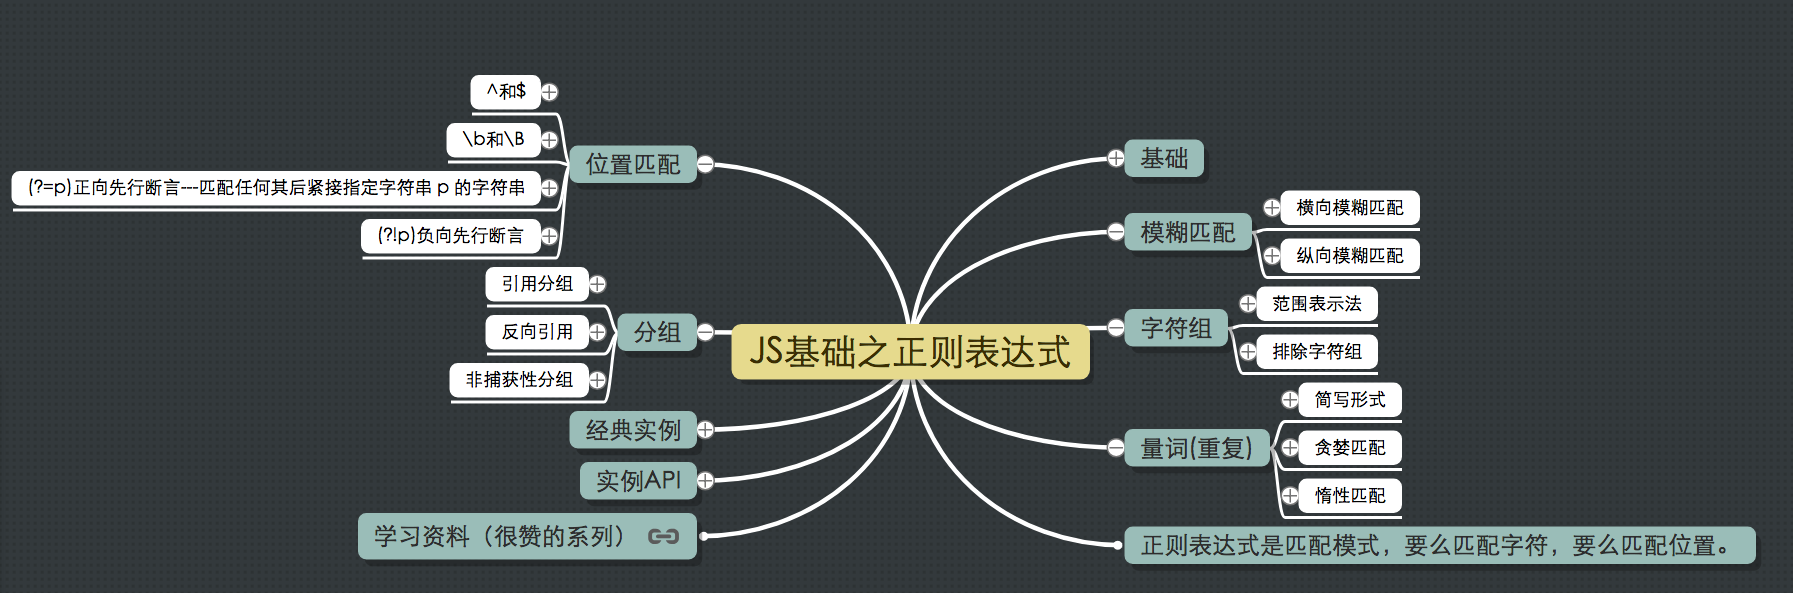 JS基础之正则表达式
基础
模糊匹配
横向模糊匹配
纵向模糊匹配
字符组
范围表示法
排除字符组
量词(重复)
简写形式
贪婪匹配
惰性匹配
正则表达式是匹配模式，要么匹配字符，要么匹配位置。
位置匹配
^和$
\b和\B
(?=p)正向先行断言---匹配任何其后紧接指定字符串 p 的字符串
(?!p)负向先行断言
分组
引用分组
反向引用
非捕获性分组
经典实例
实例API
学习资料（很赞的系列）